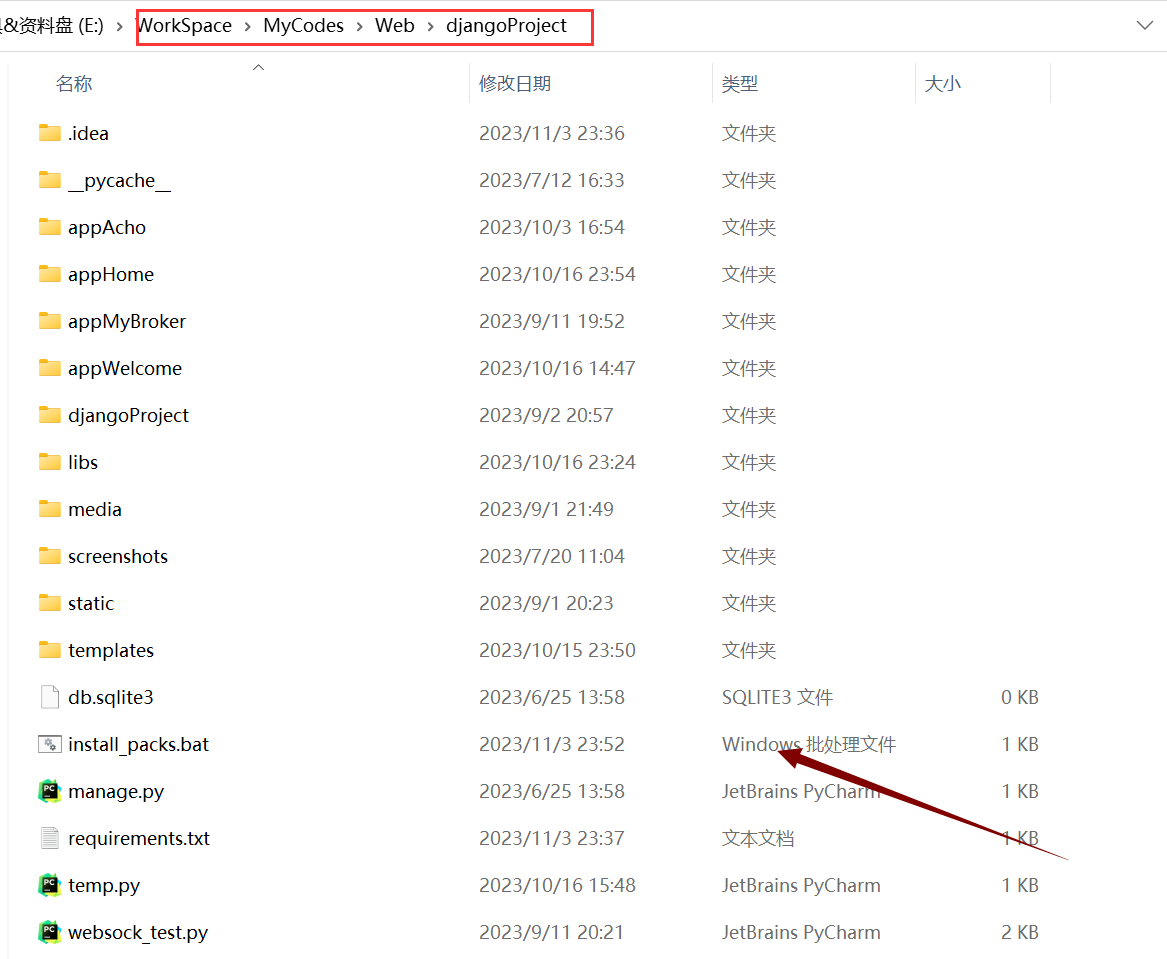 &资料盘 (E:) > WorkSpace > MyCodes > Web > djangoProject
名称 修改日期 类型 大小
.idea 2023/11/3 23:36 文件夹
__pycache__ 2023/7/12 16:33 文件夹
appAcho 2023/10/3 16:54 文件夹
appHome 2023/10/16 23:54 文件夹
appMyBroker 2023/9/11 19:52 文件夹
appWelcome 2023/10/16 14:47 文件夹
djangoProject 2023/9/2 20:57 文件夹
libs 2023/10/16 23:24 文件夹
media 2023/9/1 21:49 文件夹
screenshots 2023/7/20 11:04 文件夹
static 2023/9/1 20:23 文件夹
templates 2023/10/15 23:50 文件夹
db.sqlite3 2023/6/25 13:58 SQLITE3 文件 0 KB
install_packs.bat 2023/11/3 23:52 Windows 批处理文件 1 KB
manage.py 2023/6/25 13:58 JetBrains PyCharm 1 KB
requirements.txt 2023/11/3 23:37 文本文档 1 KB
temp.py 2023/10/16 15:48 JetBrains PyCharm 1 KB
websock_test.py 2023/9/11 20:21 JetBrains PyCharm 2 KB